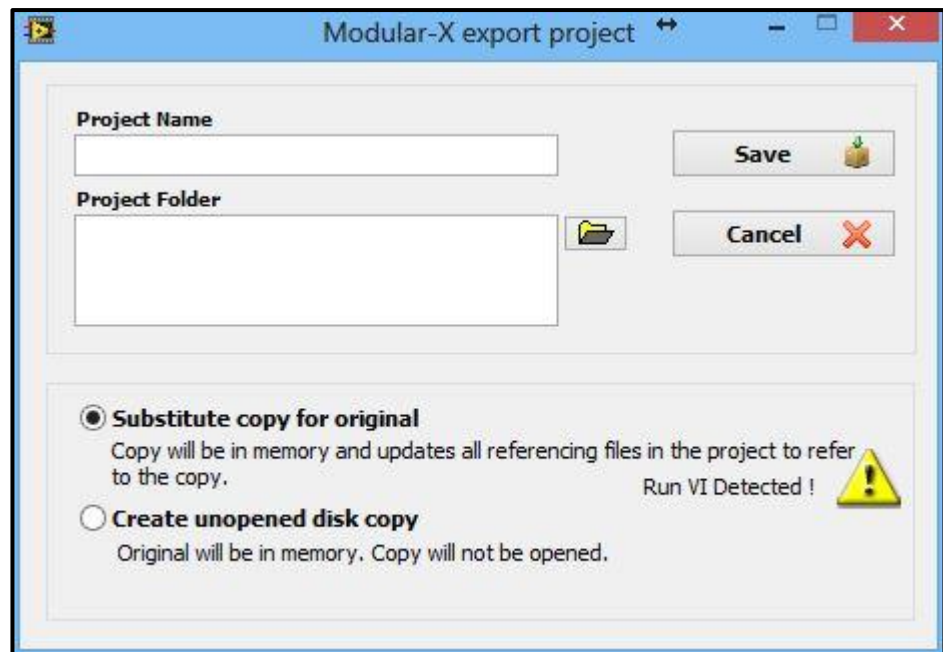 Modular-X export project
Project Name
Save
Project Folder
Cancel
Substitute copy for original
Copy will be in memory and updates all referencing files in the project to refer
to the copy.
Run VI Detected !
Create unopened disk copy
Original will be in memory. Copy will not be opened.